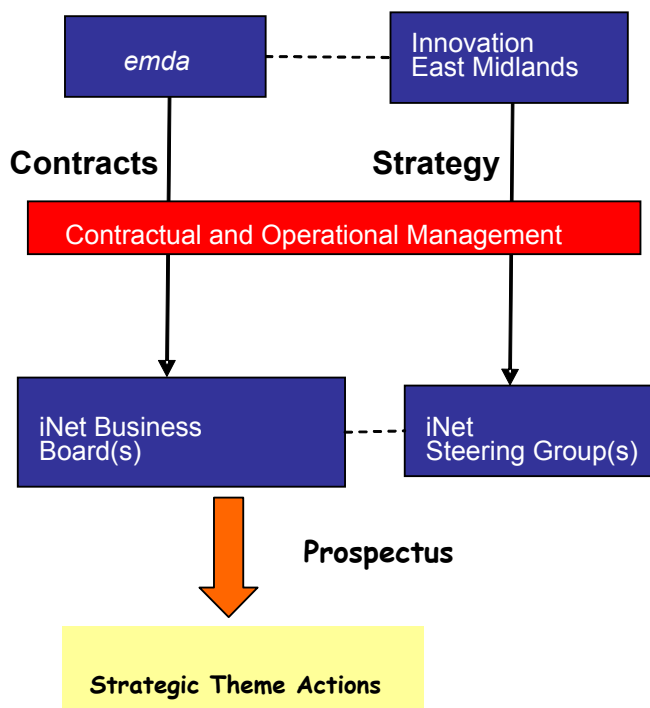 emda
Innovation
East Midlands
Contracts
Strategy
Contractual and Operational Management
iNet Business
Board(s)
iNet
Steering Group(s)
Prospectus
Strategic Theme Actions